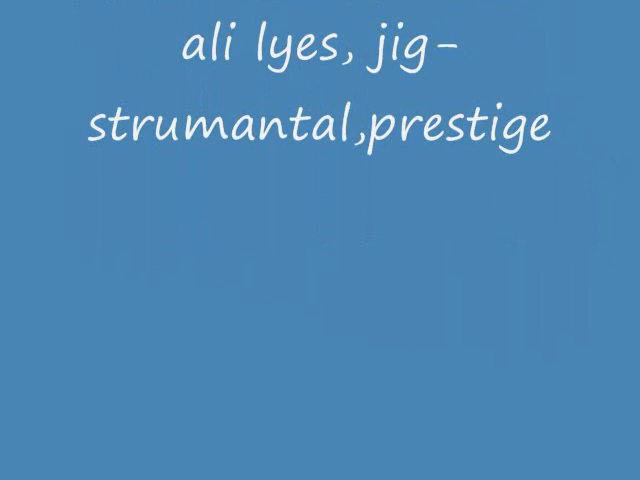 ali lyes, jig-
strumantal,prestige